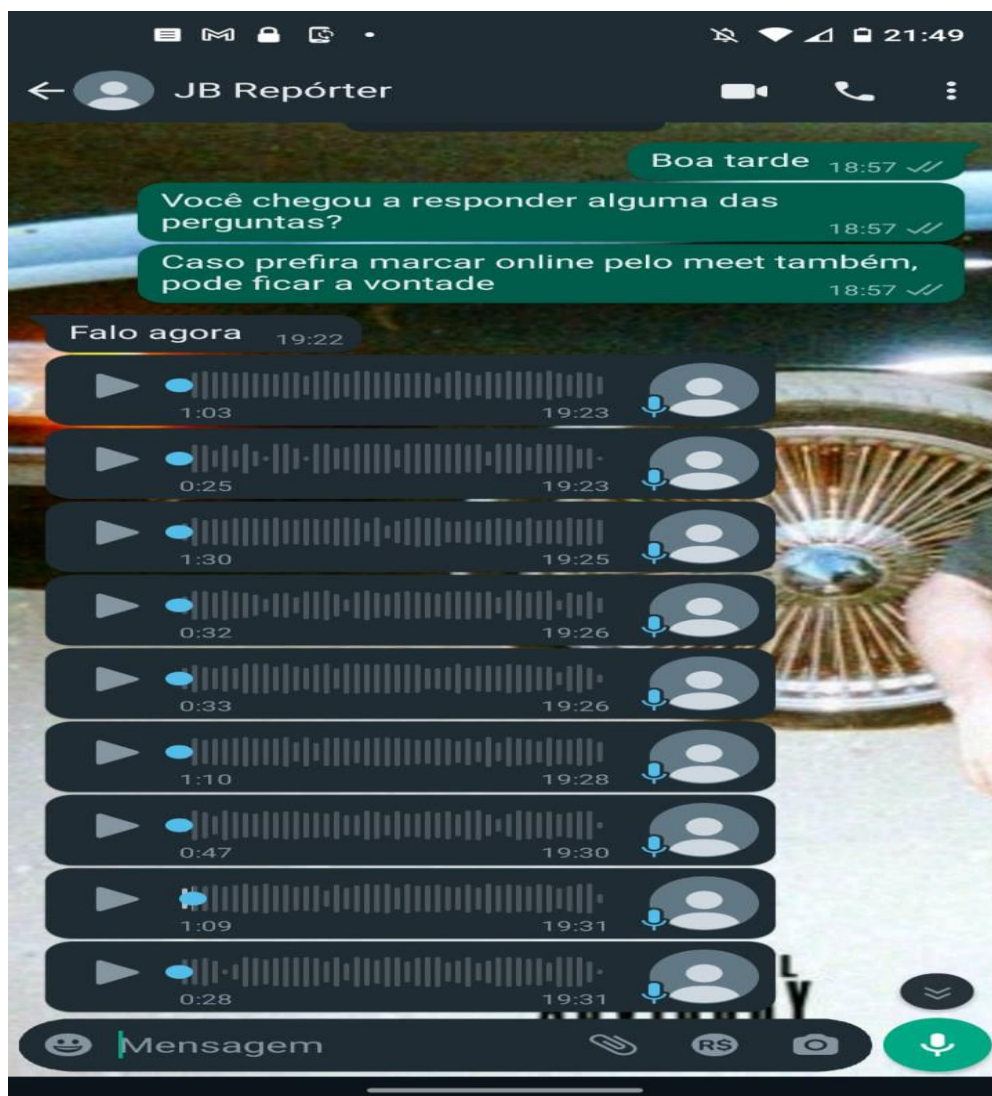 21:49
JB Repórter
Boa tarde 18:57
Você chegou a responder alguma das
perguntas? 18:57
Caso prefira marcar online pelo meet também,
pode ficar a vontade 18:57
Falo agora 19:22
1:03 19:23
0:25 19:23
1:30 19:25
0:32 19:26
0:33 19:26
1:10 19:28
0:47 19:30
1:09 19:31
0:28 19:31
Mensagem R$